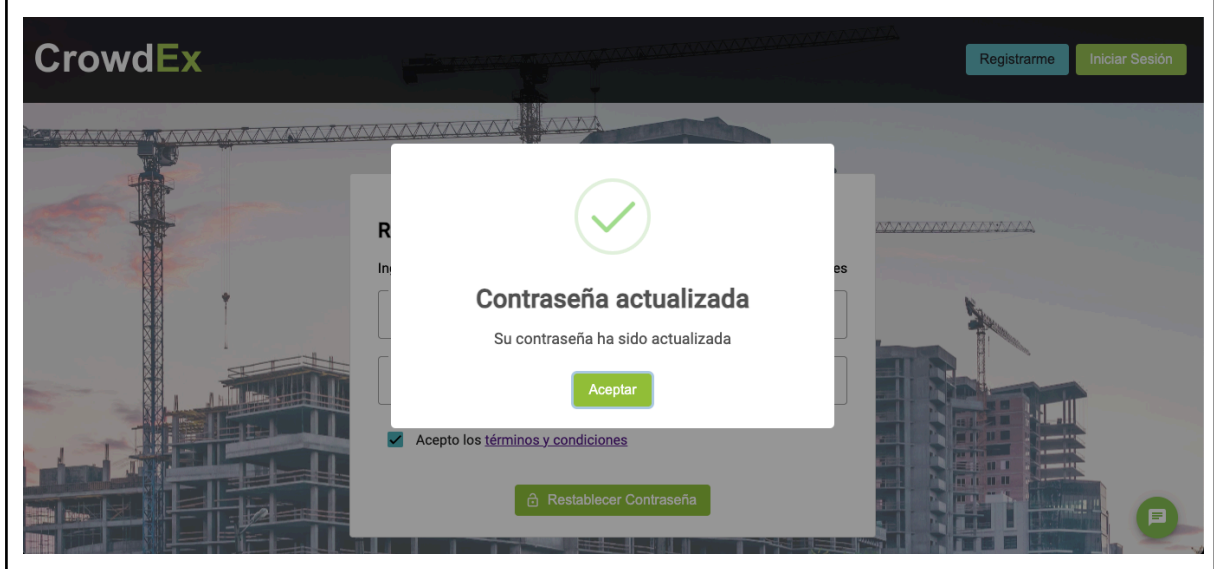 CrowdEx
Registrarme
Iniciar Sesión
Contraseña actualizada
Su contraseña ha sido actualizada
Aceptar
Acepto los términos y condiciones
Restablecer Contraseña